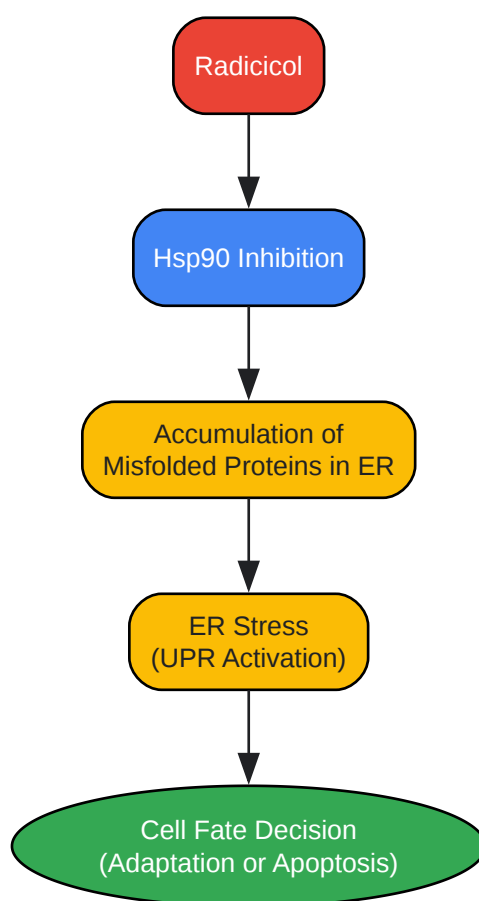 Radicicol
Hsp90 Inhibition
Accumulation of
Misfolded Proteins in ER
ER Stress
(UPR Activation)
Cell Fate Decision
(Adaptation or Apoptosis)